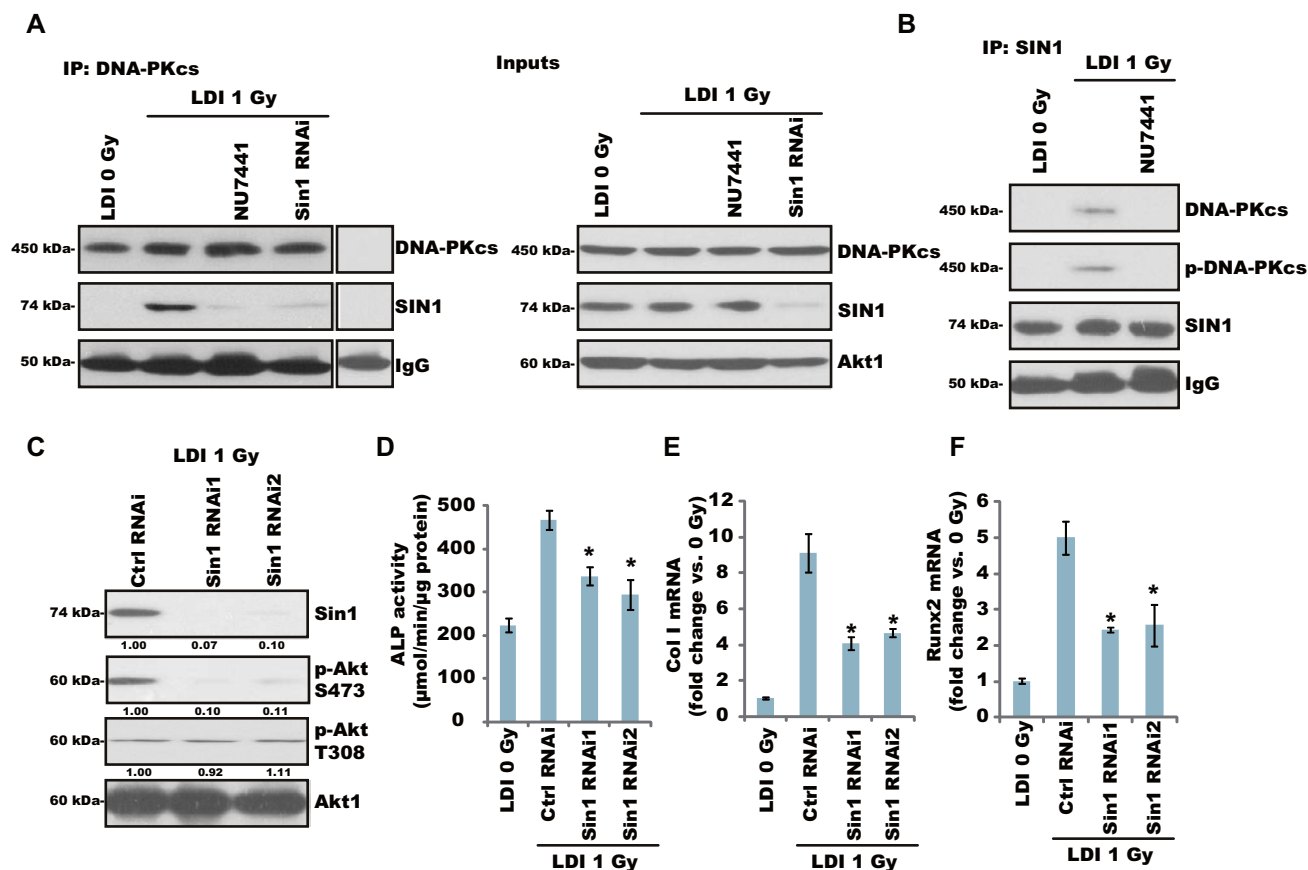 A
IP: DNA-PKcs
LDI 1 Gy
LDI 0 Gy
NU7441
Sin1 RNAi
450 kDa-
DNA-PKcs
74 kDa-
SIN1
50 kDa-
IgG
Inputs
LDI 1 Gy
LDI 0 Gy
NU7441
Sin1 RNAi
450 kDa-
DNA-PKcs
74 kDa-
SIN1
60 kDa-
Akt1
B
IP: SIN1
LDI 1 Gy
LDI 0 Gy
NU7441
450 kDa-
DNA-PKcs
450 kDa-
p-DNA-PKcs
74 kDa-
SIN1
50 kDa-
IgG
C
LDI 1 Gy
Ctrl RNAi
Sin1 RNAi1
Sin1 RNAi2
74 kDa-
Sin1
1.00 0.07 0.10
60 kDa-
p-Akt
S473
1.00 0.10 0.11
60 kDa-
p-Akt
T308
1.00 0.92 1.11
60 kDa-
Akt1
D
ALP activity
(µmol/min/µg protein)
500
400
300
200
100
0
*
*
LDI 0 Gy
Ctrl RNAi
Sin1 RNAi1
Sin1 RNAi2
LDI 1 Gy
E
Col I mRNA
(fold change vs. 0 Gy)
12
10
8
6
4
2
0
*
*
LDI 0 Gy
Ctrl RNAi
Sin1 RNAi1
Sin1 RNAi2
LDI 1 Gy
F
Runx2 mRNA
(fold change vs. 0 Gy)
6
5
4
3
2
1
0
*
*
LDI 0 Gy
Ctrl RNAi
Sin1 RNAi1
Sin1 RNAi2
LDI 1 Gy